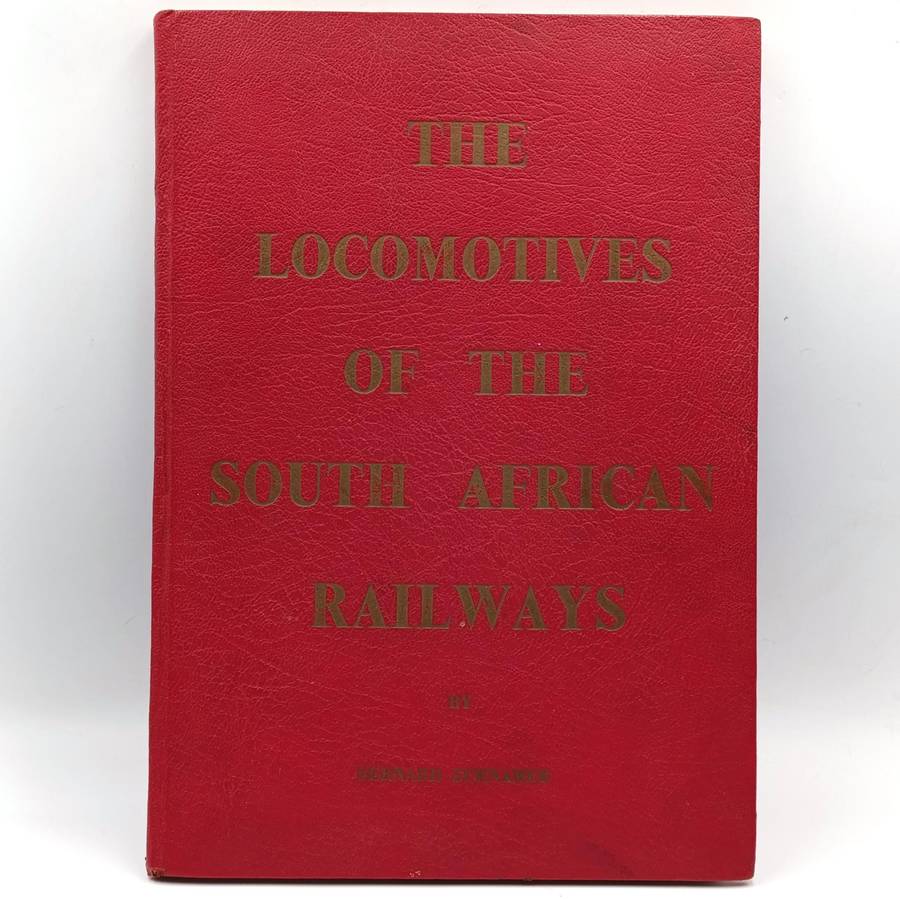 THE
LOCOMOTIVES
OF THE
SOUTH AFRICAN
RAILWAYS
BY
BERNARD ZURNAMER